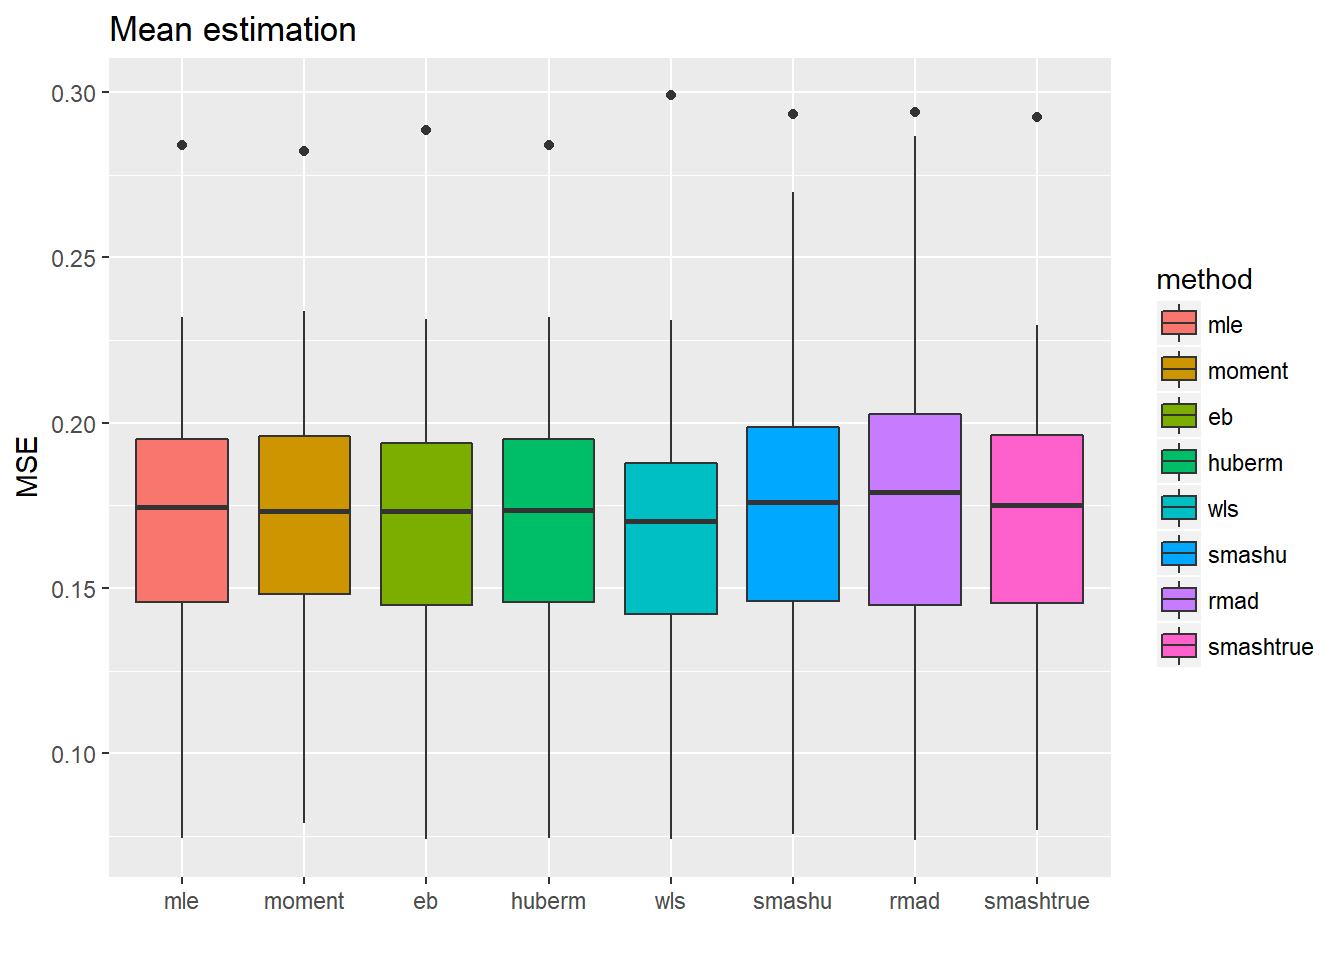 Mean estimation
0.30
0.25
0.20
0.15
0.10
MSE
mle moment eb huberm wls smashu rmad smashtrue
method
mle
moment
eb
huberm
wls
smashu
rmad
smashtrue